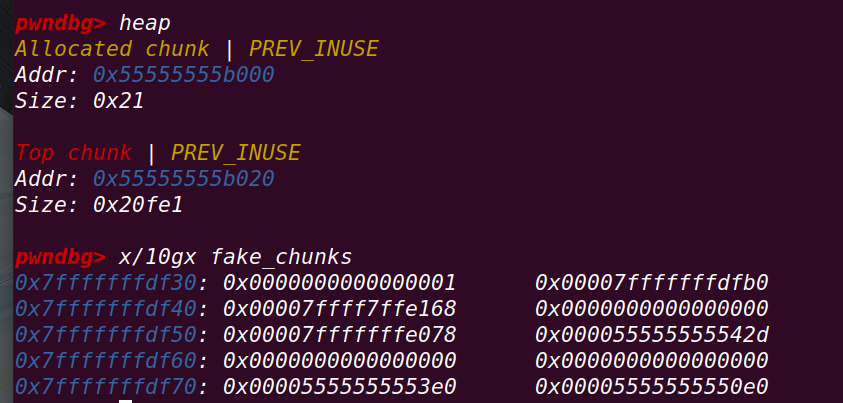 pwndbg> heap
Allocated chunk | PREV_INUSE
Addr: 0x55555555b000
Size: 0x21
Top chunk | PREV_INUSE
Addr: 0x55555555b020
Size: 0x20fe1
pwndbg> x/10gx fake_chunks
0x7fffffffdf30: 0x0000000000000001 0x00007fffffffdfb0
0x7fffffffdf40: 0x00007ffff7ffe168 0x0000000000000000
0x7fffffffdf50: 0x00007fffffffe078 0x000055555555542d
0x7fffffffdf60: 0x0000000000000000 0x0000000000000000
0x7fffffffdf70: 0x00005555555553e0 0x00005555555550e0